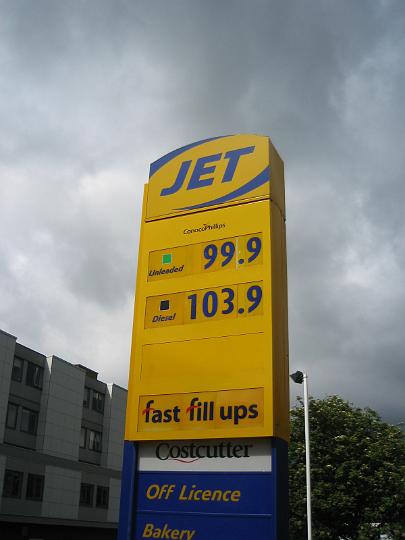 JET
ConocoPhillips
Unleaded 99.9
Diesel 103.9
fast fill ups
Costcutter
Off Licence
Bakery